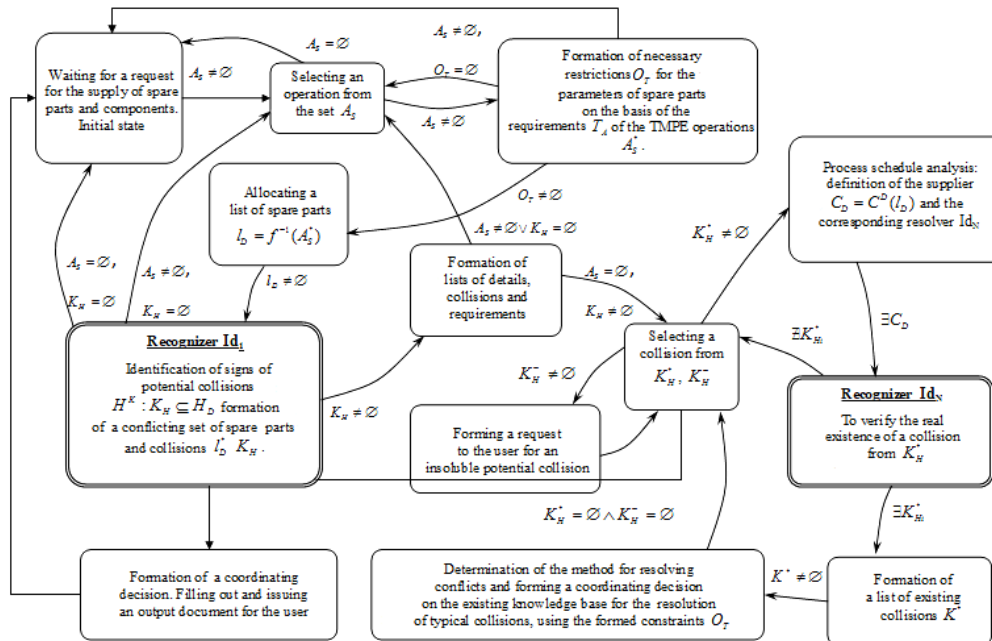 Waiting for a request
for the supply of spare
parts and components.
Initial state
A_S = ∅
A_S ≠ ∅
Selecting an
operation from
the set A_S
A_S ≠ ∅,
O_T = ∅
A_S ≠ ∅
Formation of necessary
restrictions O_T for the
parameters of spare parts
on the basis of the
requirements T_A of the TMPE operations
A_S^* .
O_T ≠ ∅
Allocating a
list of spare parts
l_D = f^{-1}(A_S^*)
l_D ≠ ∅
A_S = ∅,
K_H = ∅
A_S ≠ ∅,
K_H = ∅
A_S ≠ ∅ ∨ K_H = ∅
Formation of
lists of details,
collisions and
requirements
A_S = ∅,
K_H ≠ ∅
K_H^* ≠ ∅
Process schedule analysis:
definition of the supplier
C_D = C^D(l_D) and the
corresponding resolver Id_N
∃C_D
Recognizer Id_1
Identification of signs of
potential collisions
H^K : K_H ⊆ H_D formation
of a conflicting set of spare parts
and collisions l_D^* K_H .
K_H ≠ ∅
Selecting a
collision from
K_H^* , K_H^-
∃K_{Hi}^*
K_H^- ≠ ∅
Forming a request
to the user for an
insoluble potential collision
Recognizer Id_N
To verify the real
existence of a collision
from K_H^*
∃K_{Hi}^*
K_H^* = ∅ ∧ K_H^- = ∅
Formation of a coordinating
decision. Filling out and issuing
an output document for the user
Determination of the method for resolving
conflicts and forming a coordinating decision
on the existing knowledge base for the resolution
of typical collisions, using the formed constraints O_T
K^* ≠ ∅
Formation of
a list of existing
collisions K^*